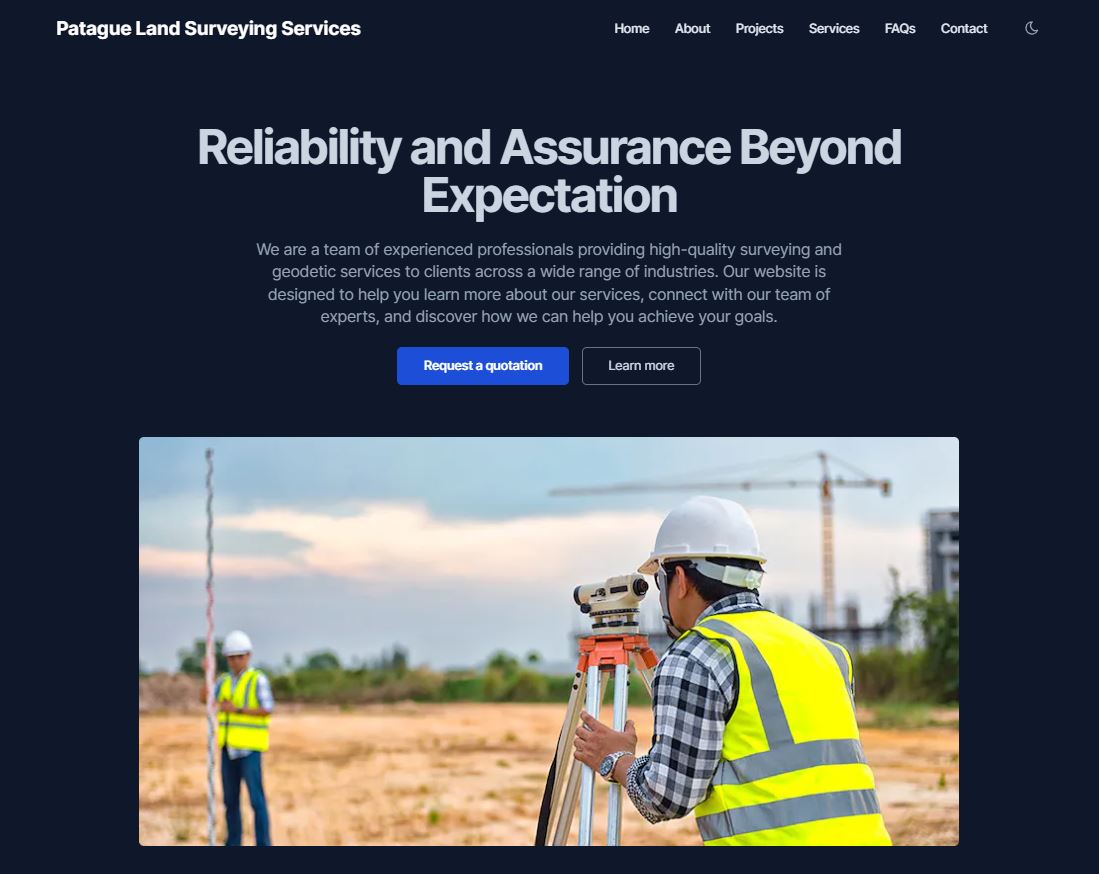 Patague Land Surveying Services
Home About Projects Services FAQs Contact
Reliability and Assurance Beyond
Expectation
We are a team of experienced professionals providing high-quality surveying and
geodetic services to clients across a wide range of industries. Our website is
designed to help you learn more about our services, connect with our team of
experts, and discover how we can help you achieve your goals.
Request a quotation Learn more